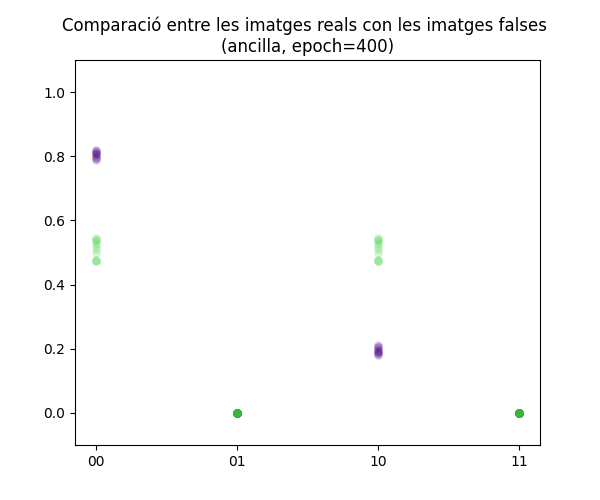 Comparació entre les imatges reals con les imatges falses
(ancilla, epoch=400)
1.0
0.8
0.6
0.4
0.2
0.0
00 01 10 11